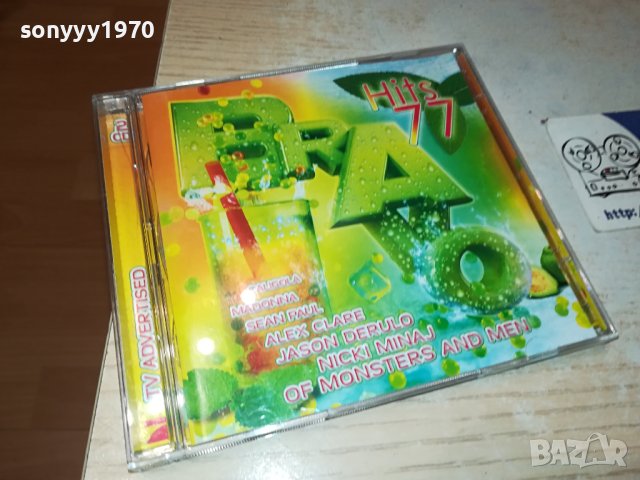 sonyyy1970
Hits
77
BRAVO
TV ADVERTISED
MADONNA
SEAN PAUL
ALEX CLARE
JASON DERULO
NICKI MINAJ
OF MONSTERS AND MEN
http:/
BAZAR